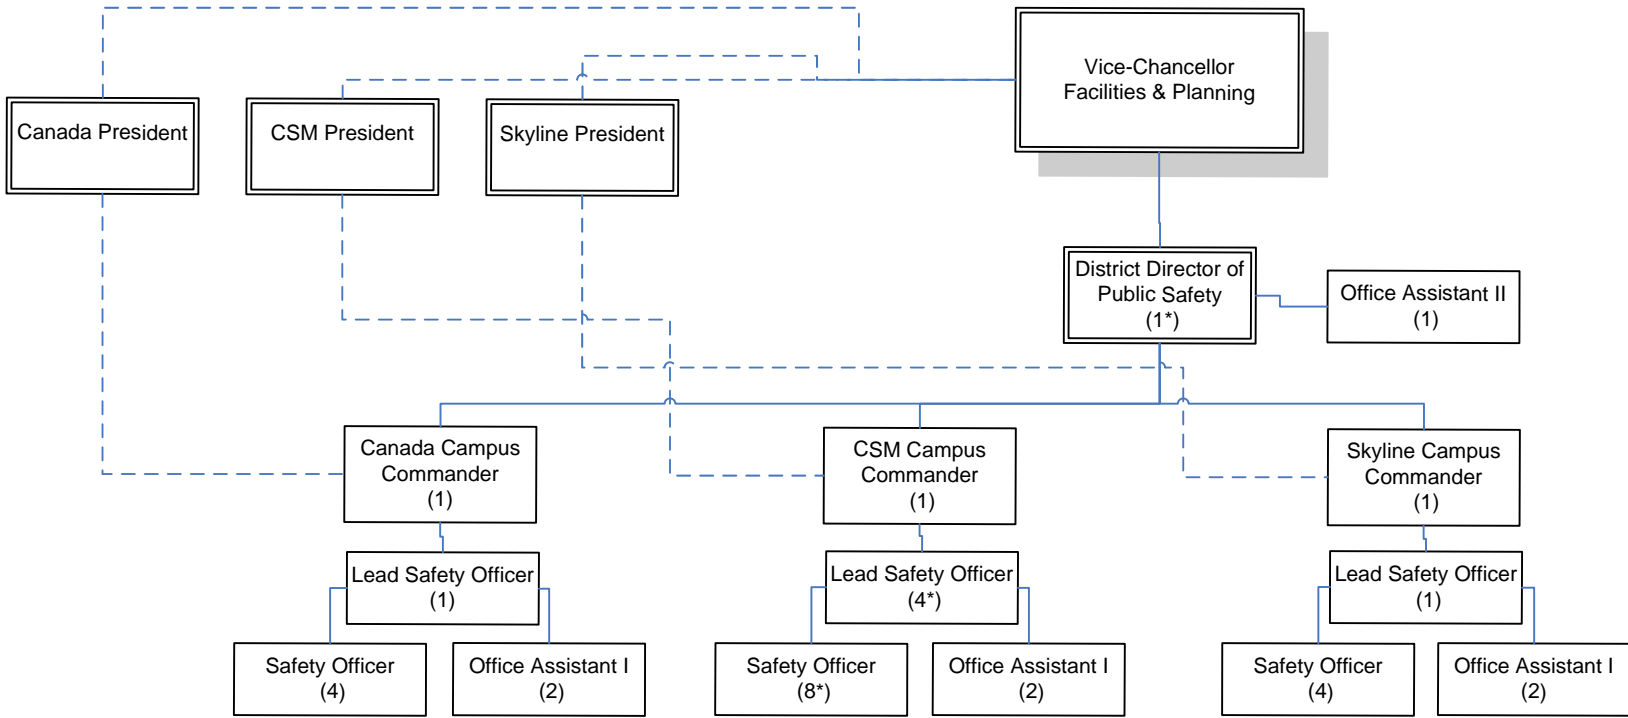 Vice-Chancellor
Facilities & Planning
Canada President
CSM President
Skyline President
District Director of
Public Safety
(1*)
Office Assistant II
(1)
Canada Campus
Commander
(1)
CSM Campus
Commander
(1)
Skyline Campus
Commander
(1)
Lead Safety Officer
(1)
Lead Safety Officer
(4*)
Lead Safety Officer
(1)
Safety Officer
(4)
Office Assistant I
(2)
Safety Officer
(8*)
Office Assistant I
(2)
Safety Officer
(4)
Office Assistant I
(2)